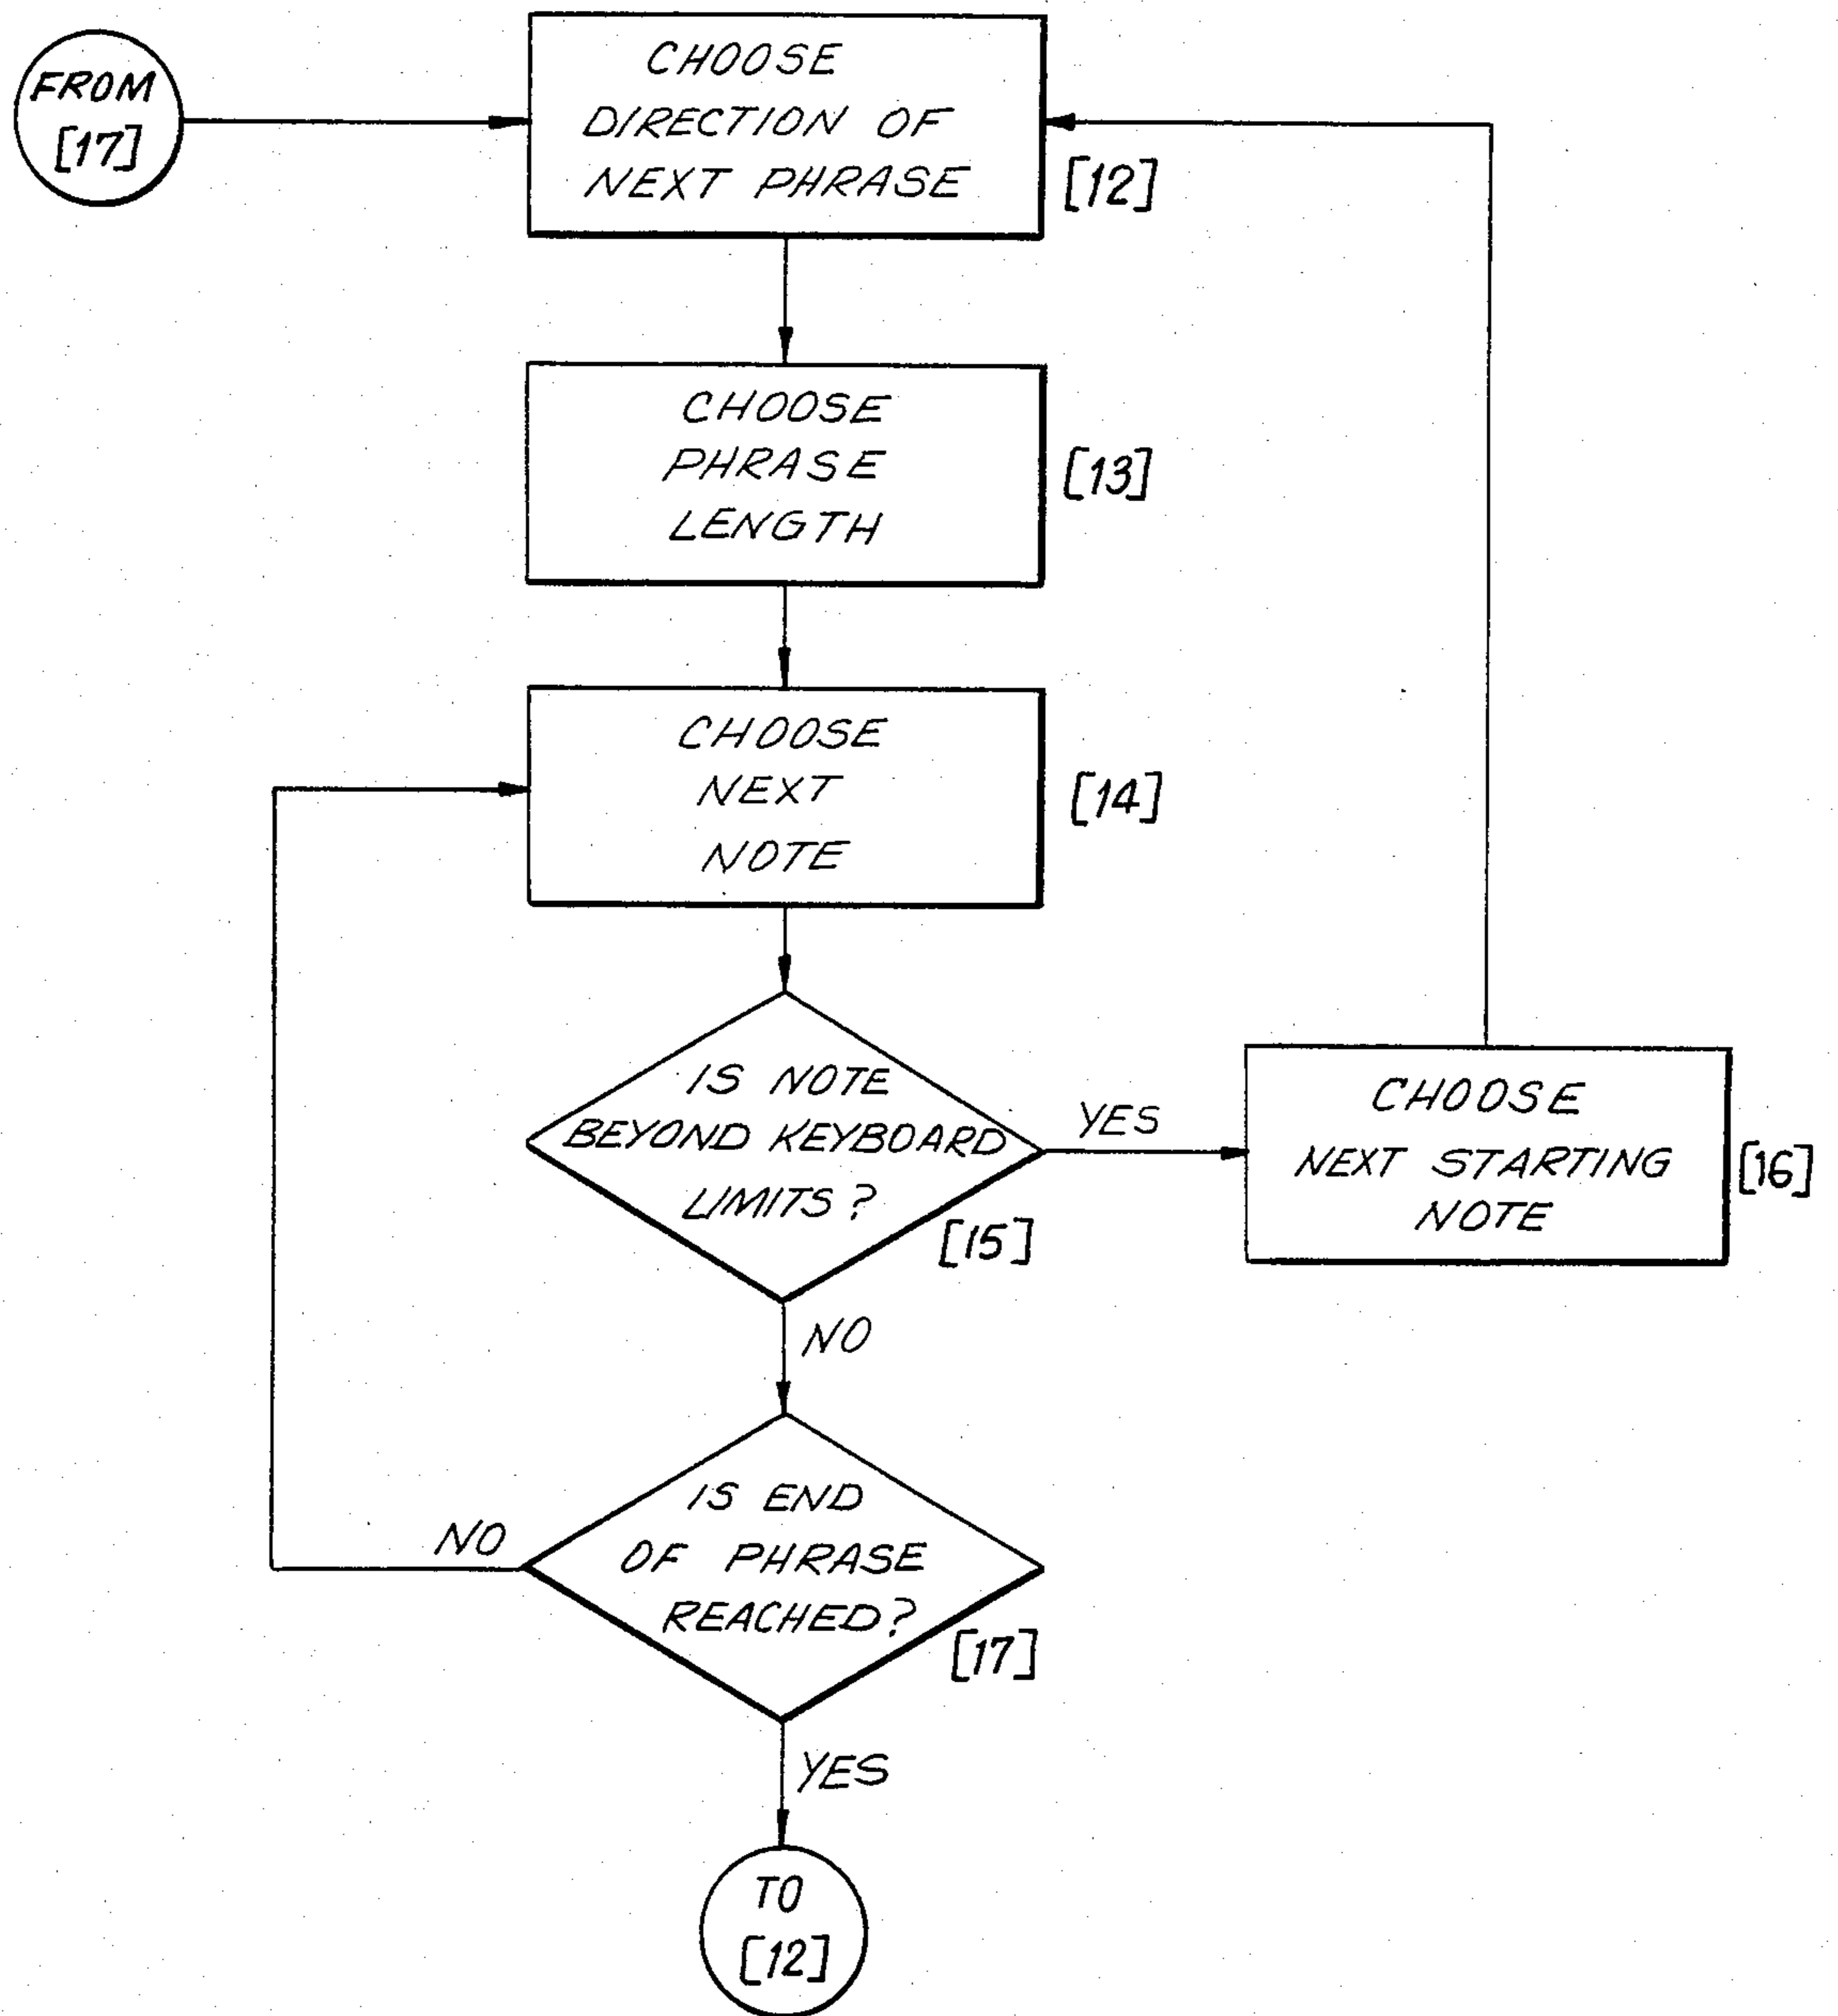 FROM
[17]
CHOOSE
DIRECTION OF
NEXT PHRASE
[12]
CHOOSE
PHRASE
LENGTH
[13]
CHOOSE
NEXT
NOTE
[14]
IS NOTE
BEYOND KEYBOARD
LIMITS?
[15]
YES
CHOOSE
NEXT STARTING
NOTE
[16]
NO
IS END
OF PHRASE
REACHED?
[17]
NO
YES
TO
[12]